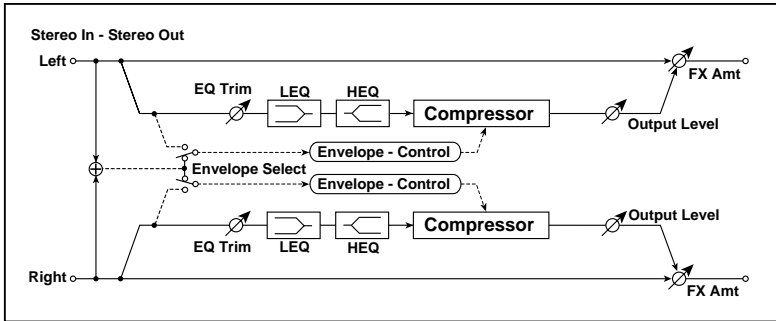 Stereo In - Stereo Out
Left
FX Amt
EQ Trim
LEQ
HEQ
Compressor
Output Level
Envelope - Control
Envelope Select
Envelope - Control
Output Level
Compressor
EQ Trim
LEQ
HEQ
Right
FX Amt